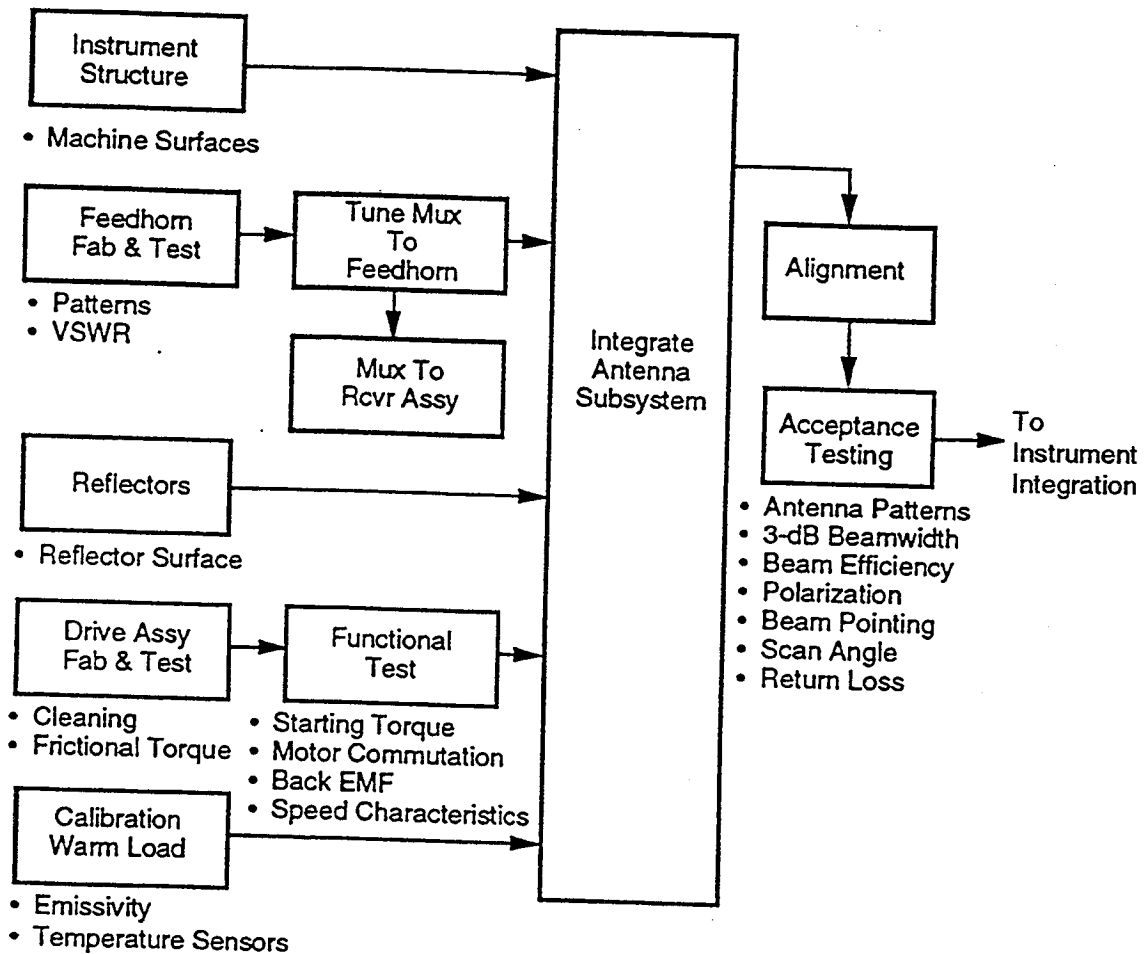 Instrument
Structure
• Machine Surfaces
Feedhorn
Fab & Test
• Patterns
• VSWR
Tune Mux
To
Feedhorn
Mux To
Rcvr Assy
Reflectors
• Reflector Surface
Drive Assy
Fab & Test
• Cleaning
• Frictional Torque
Functional
Test
• Starting Torque
• Motor Commutation
• Back EMF
• Speed Characteristics
Calibration
Warm Load
• Emissivity
• Temperature Sensors
Integrate
Antenna
Subsystem
Alignment
Acceptance
Testing
• Antenna Patterns
• 3-dB Beamwidth
• Beam Efficiency
• Polarization
• Beam Pointing
• Scan Angle
• Return Loss
To
Instrument
Integration